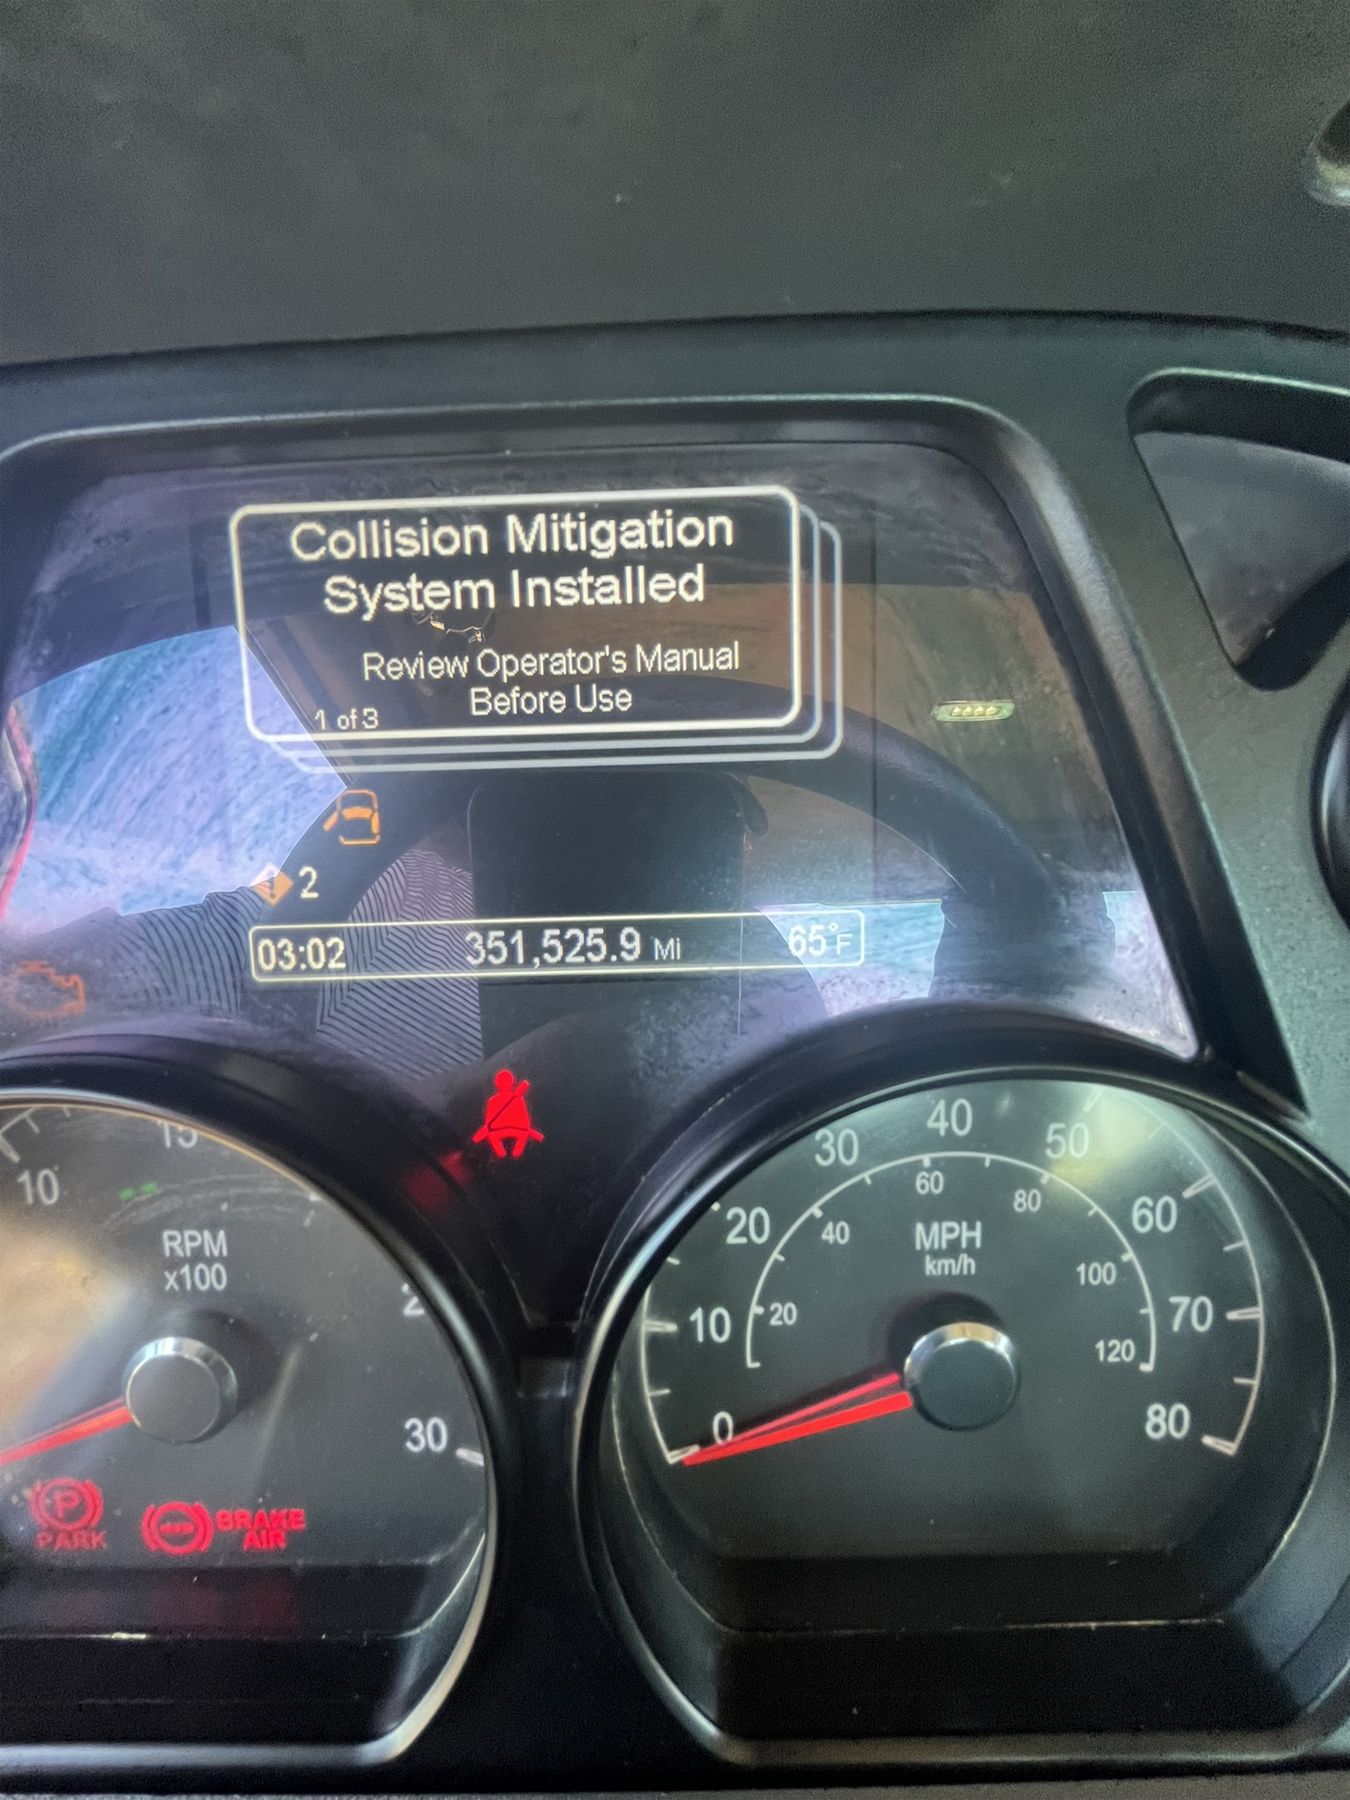 Collision Mitigation
System Installed
Review Operator's Manual
Before Use
1 of 3
2
03:02 351,525.9 Mi 65°F
10
15
RPM
x100
30
P
PARK
BRAKE
AIR
0
10
20
30
40
50
60
70
80
20
40
60
80
100
120
MPH
km/h